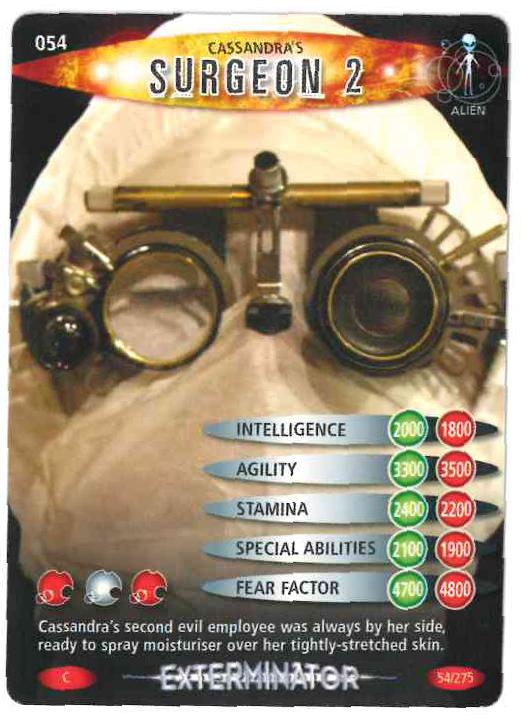 054
CASSANDRA'S
SURGEON 2
ALIEN
INTELLIGENCE 2000 1800
AGILITY 3300 3500
STAMINA 2400 2200
SPECIAL ABILITIES 2100 1900
FEAR FACTOR 4700 4800
Cassandra's second evil employee was always by her side,
ready to spray moisturiser over her tightly-stretched skin.
C EXTERMINATOR 54/275